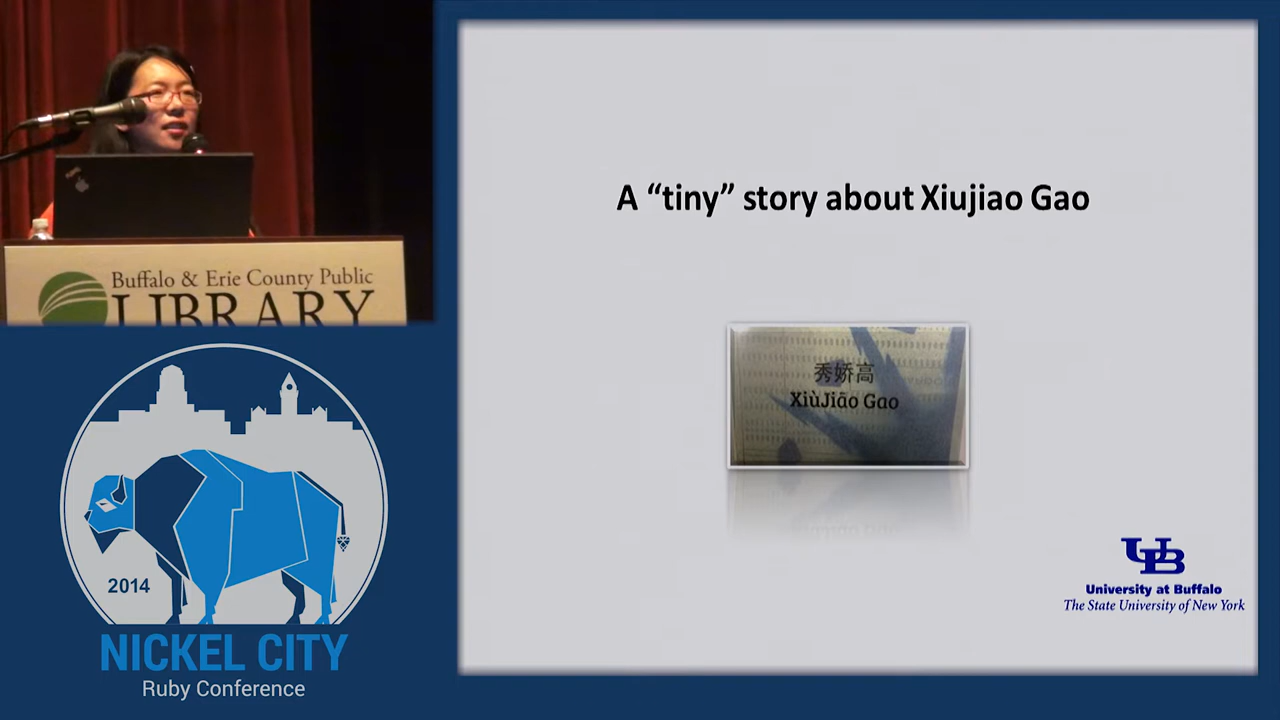 Buffalo & Erie County Public
LIBRARY
2014
NICKEL CITY
Ruby Conference
A “tiny” story about Xiujiao Gao
秀娇高
XiùJiāo Gao
UB
University at Buffalo
The State University of New York